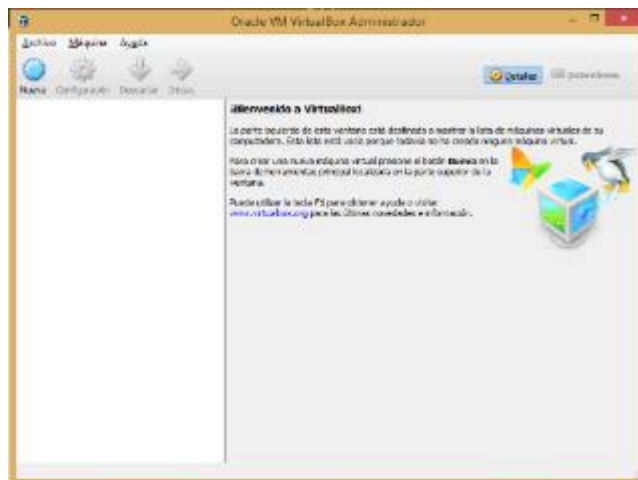 Oracle VM VirtualBox Administrador
Archivo Máquina Ayuda
Nueva Configuración Descartar Iniciar
Detalles Instantáneas
¡Bienvenido a VirtualBox!
La parte izquierda de esta ventana está destinada a mostrar la lista de máquinas virtuales de su
computadora. Esta lista está vacía porque todavía no ha creado ninguna máquina virtual.
Para crear una nueva máquina virtual presione el botón Nueva en la
barra de herramientas principal localizada en la parte superior de la
ventana.
Puede utilizar la tecla F1 para obtener ayuda o visitar
www.virtualbox.org para las últimas novedades e información.